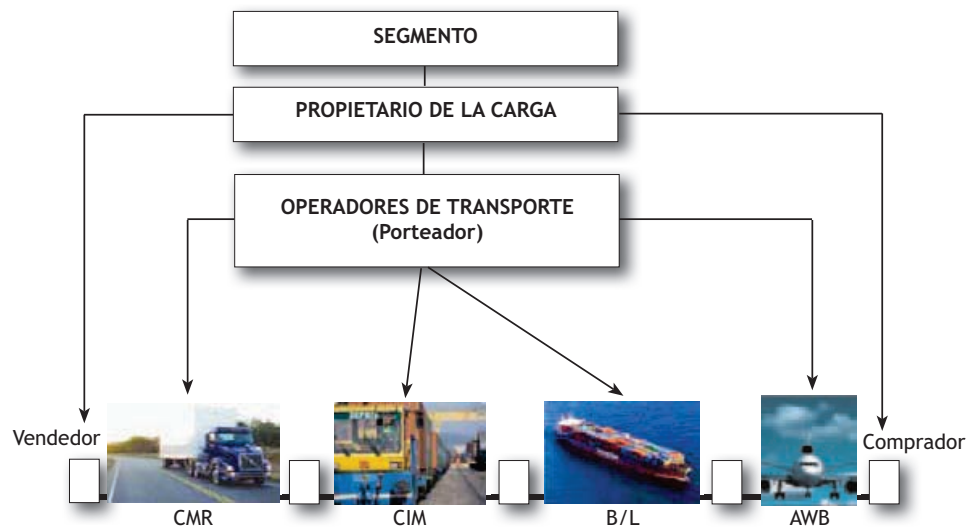 SEGMENTO
PROPIETARIO DE LA CARGA
OPERADORES DE TRANSPORTE
(Porteador)
Vendedor
Comprador
CMR
CIM
B/L
AWB